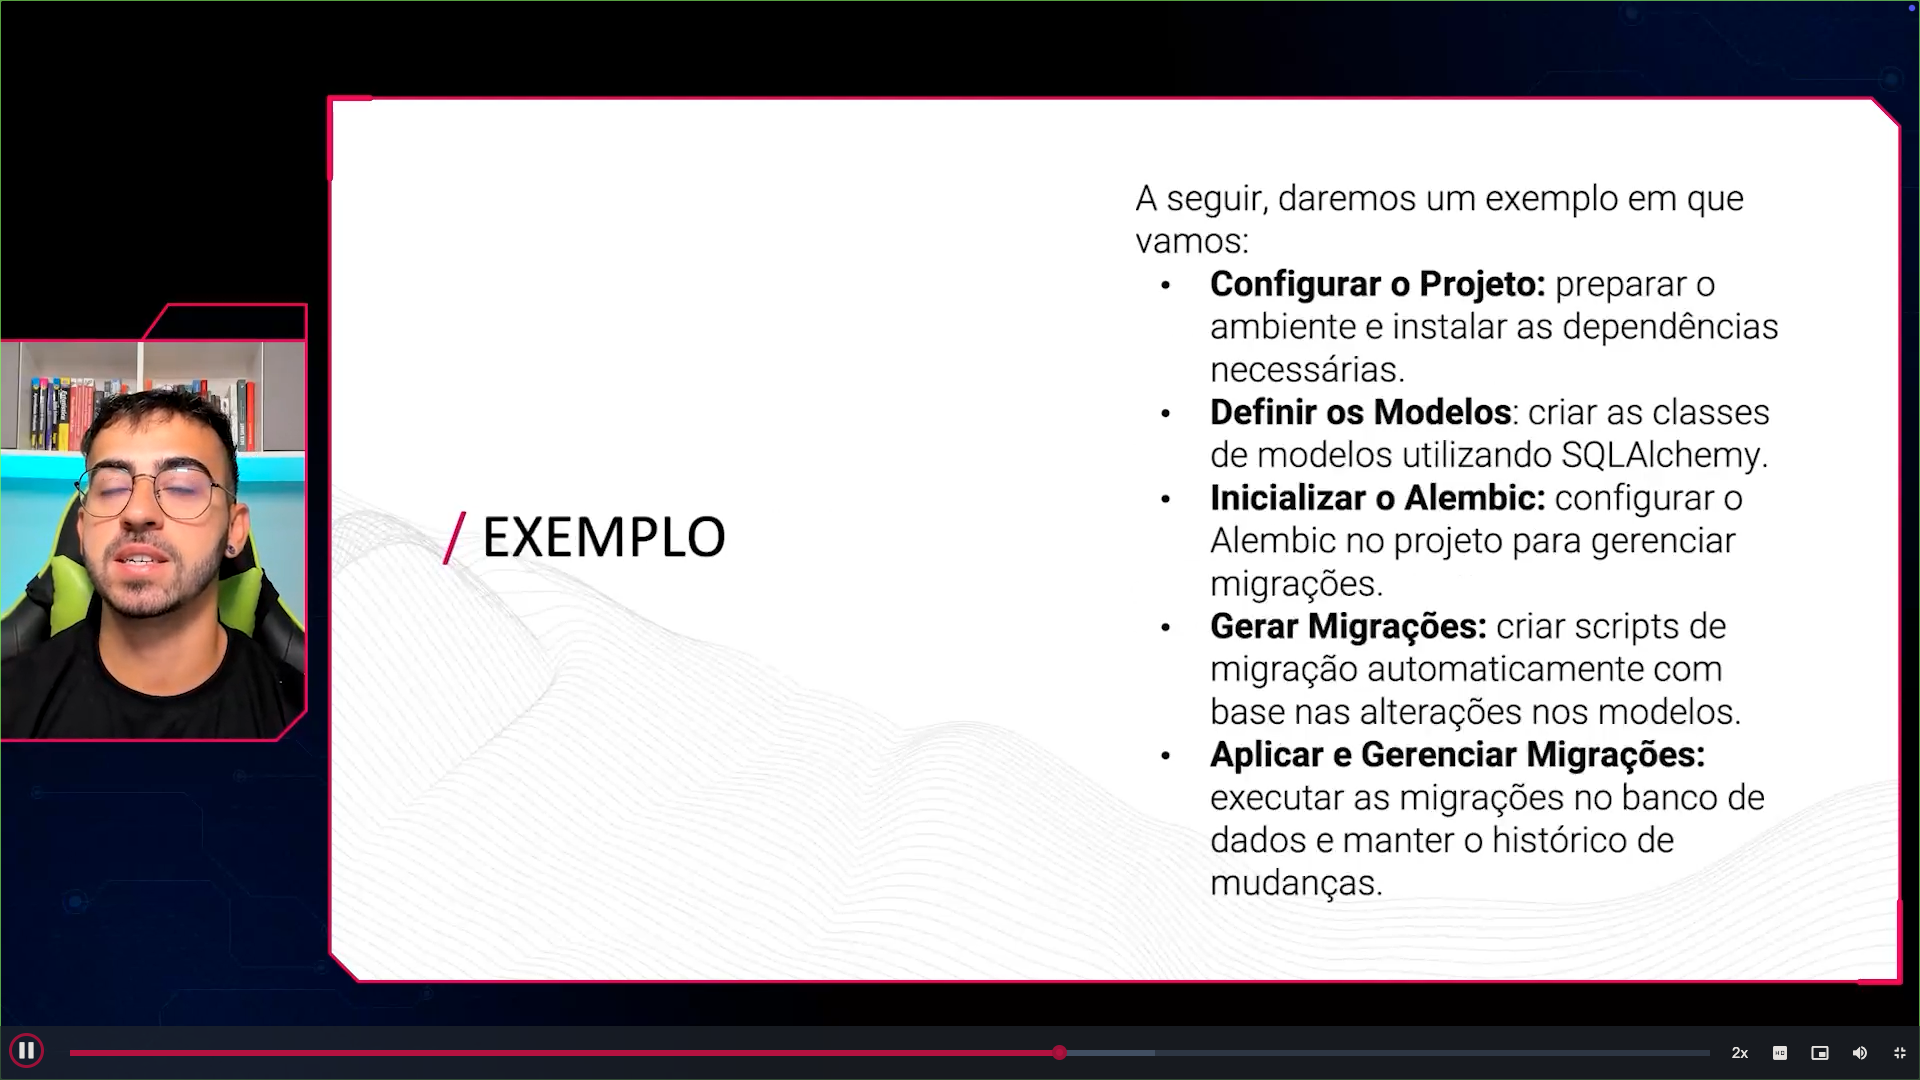 A seguir, daremos um exemplo em que
vamos:
• Configurar o Projeto: preparar o
ambiente e instalar as dependências
necessárias.
• Definir os Modelos: criar as classes
de modelos utilizando SQLAlchemy.
• Inicializar o Alembic: configurar o
Alembic no projeto para gerenciar
migrações.
• Gerar Migrações: criar scripts de
migração automaticamente com
base nas alterações nos modelos.
• Aplicar e Gerenciar Migrações:
executar as migrações no banco de
dados e manter o histórico de
mudanças.
/ EXEMPLO
2x
HD